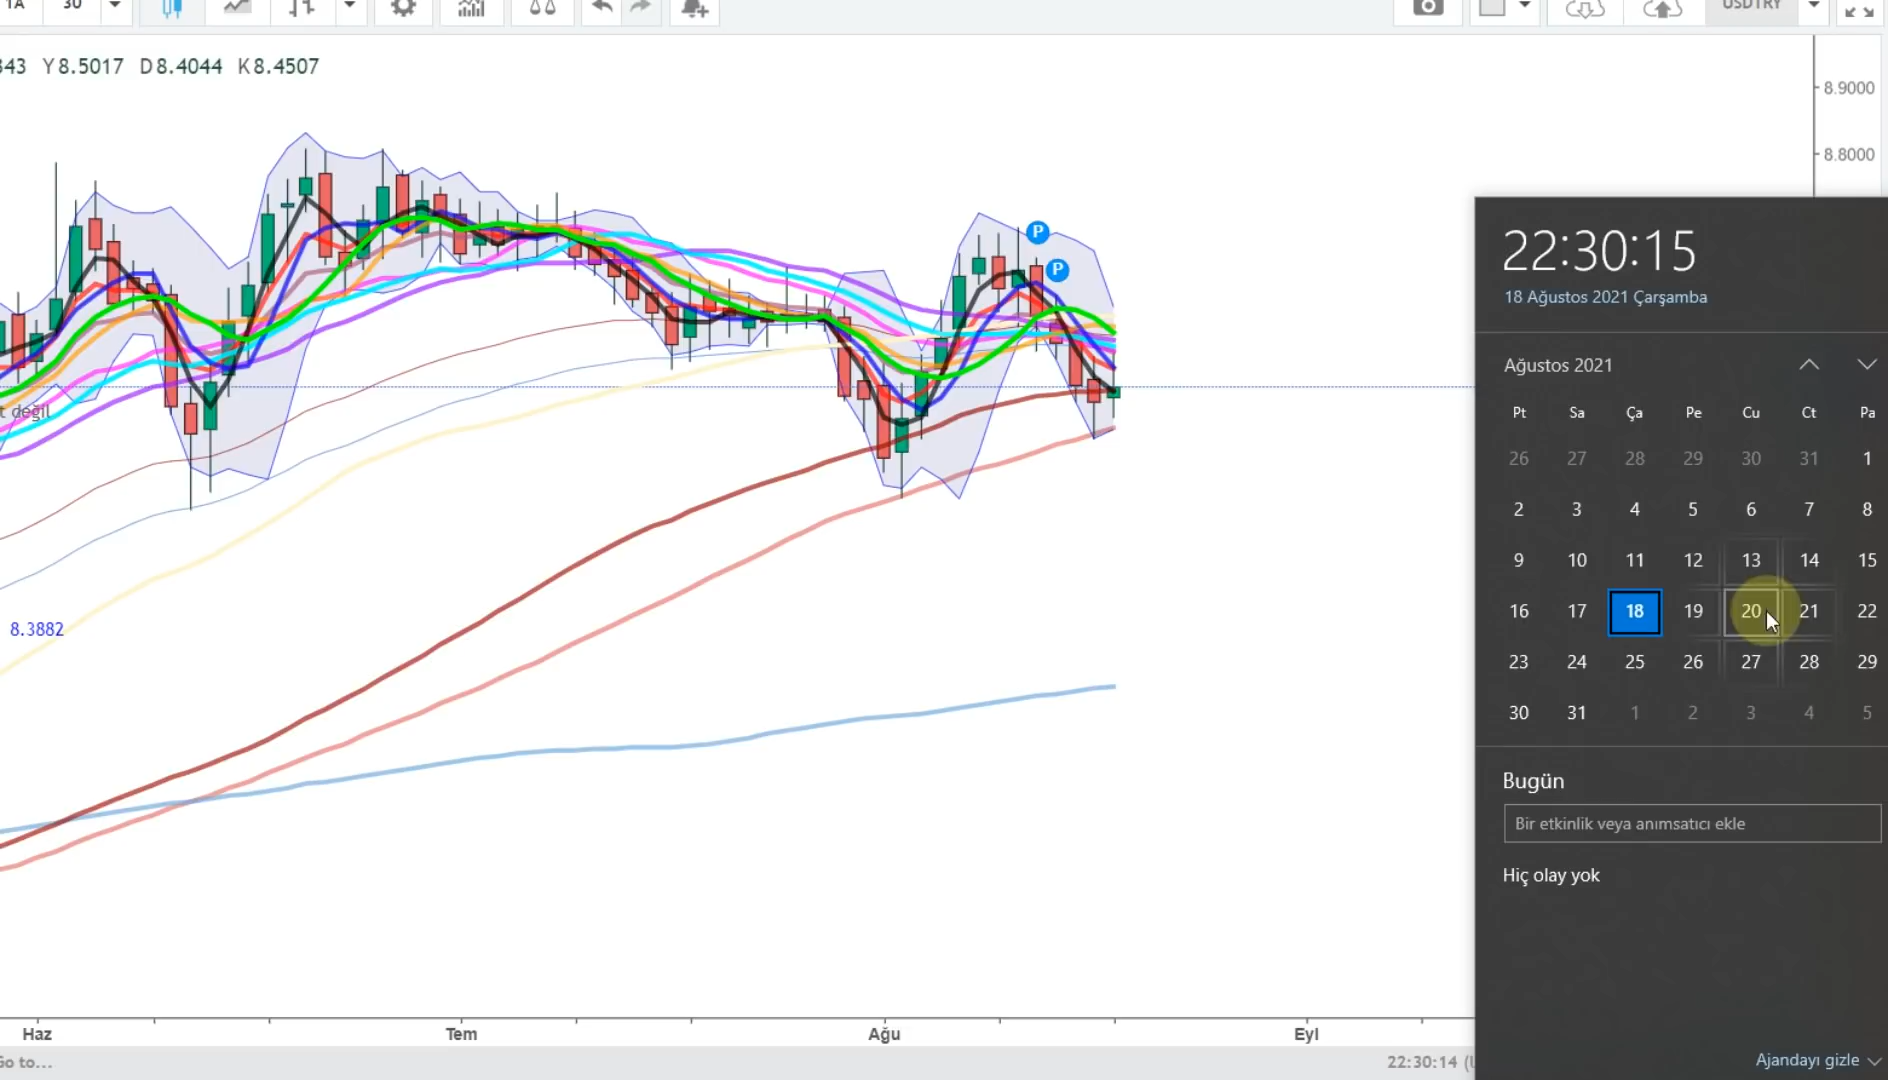 1A 30 USDTRY
343 Y8.5017 D8.4044 K8.4507
8.9000
8.8000
P
P
t değil
8.3882
Haz Tem Ağu Eyl
Go to...
22:30:14 (U
22:30:15
18 Ağustos 2021 Çarşamba
Ağustos 2021
Pt Sa Ça Pe Cu Ct Pa
26 27 28 29 30 31 1
2 3 4 5 6 7 8
9 10 11 12 13 14 15
16 17 18 19 20 21 22
23 24 25 26 27 28 29
30 31 1 2 3 4 5
Bugün
Bir etkinlik veya anımsatıcı ekle
Hiç olay yok
Ajandayı gizle